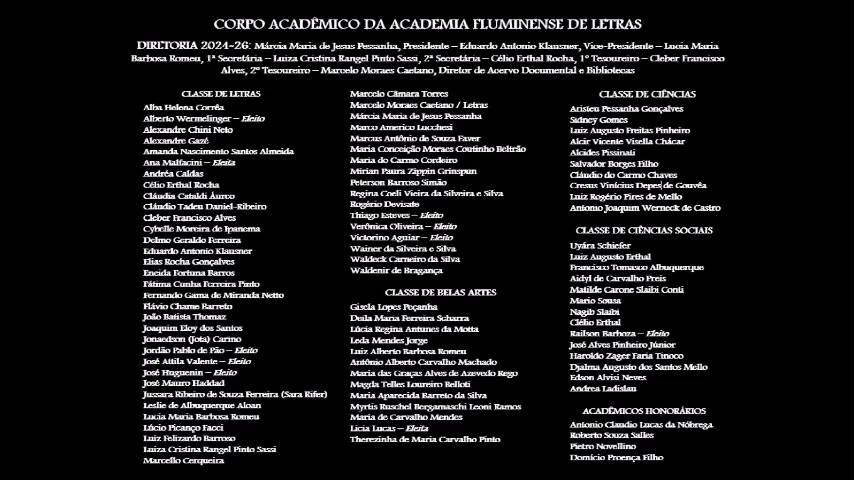 CORPO ACADÊMICO DA ACADEMIA FLUMINENSE DE LETRAS
DIRETORIA 2024-26: Márcia Maria de Jesus Pessanha, Presidente – Eduardo Antonio Klausner, Vice-Presidente – Lucia Maria
Barbosa Romeu, 1ª Secretária – Luiza Cristina Rangel Pinto Sassi, 2ª Secretária – Célio Erthal Rocha, 1º Tesoureiro – Cleber Francisco
Alves, 2º Tesoureiro – Marcelo Moraes Caetano, Diretor de Acervo Documental e Bibliotecas
CLASSE DE LETRAS
Alba Helena Corrêa
Alberto Wermelinger – Eleito
Alexandre Chini Neto
Alexandre Gazé
Amanda Nascimento Santos Almeida
Ana Malfacini – Eleita
Andréa Caldas
Célio Erthal Rocha
Cláudia Cataldi Áurco
Cláudio Tadeu Daniel-Ribeiro
Cleber Francisco Alves
Cybelle Moreira de Ipanema
Delmo Geraldo Ferreira
Eduardo Antonio Klausner
Elias Rocha Gonçalves
Eneida Fortuna Barros
Fátima Cunha Ferreira Pinto
Fernando Gama de Miranda Netto
Flávio Chame Barreto
João Batista Thomaz
Joaquim Eloy dos Santos
Jonaedson (Jota) Carino
Jordão Pablo de Pão – Eleito
José Attila Valente – Eleito
José Huguenin – Eleito
José Mauro Haddad
Jussara Ribeiro de Souza Ferreira (Sara Rifer)
Leslie de Albuquerque Aloan
Lucia Maria Barbosa Romeu
Lúcio Picanço Facci
Luiz Felizardo Barroso
Luiza Cristina Rangel Pinto Sassi
Marcello Cerqueira
Marcelo Câmara Torres
Marcelo Moraes Caetano / Letras
Márcia Maria de Jesus Pessanha
Marco Americo Lucchesi
Marcus Antônio de Souza Faver
Maria Conceição Moraes Coutinho Beltrão
Maria do Carmo Cordeiro
Mirian Paura Zippin Grinspun
Peterson Barroso Simão
Regina Coeli Vieira da Silveira e Silva
Rogério Devisate
Thiago Esteves – Eleito
Verônica Oliveira – Eleito
Victorino Aguiar – Eleito
Wainer da Silveira e Silva
Waldeck Carneiro da Silva
Waldenir de Bragança
CLASSE DE BELAS ARTES
Gisela Lopes Peçanha
Deila Maria Ferreira Scharra
Lúcia Regina Antunes da Motta
Leda Mendes Jorge
Luiz Alberto Barbosa Romeu
Antônio Alberto Carvalho Machado
Maria das Graças Alves de Azevedo Rego
Magda Telles Loureiro Belloti
Maria Aparecida Barreto da Silva
Myrtis Ruschel Bergamaschi Leoni Ramos
Maria de Carvalho Mendes
Licia Lucas – Eleita
Therezinha de Maria Carvalho Pinto
CLASSE DE CIÊNCIAS
Aristeu Pessanha Gonçalves
Sidney Gomes
Luiz Augusto Freitas Pinheiro
Alcir Vicente Visella Chácar
Alcides Pissinati
Salvador Borges Filho
Cláudio do Carmo Chaves
Cresus Vinícius Depes de Gouvêa
Luiz Rogério Pires de Mello
Antonio Joaquim Werneck de Castro
CLASSE DE CIÊNCIAS SOCIAIS
Uyára Schiefer
Luiz Augusto Erthal
Francisco Tomasco Albuquerque
Aidyl de Carvalho Preis
Matilde Carone Slaibi Conti
Mario Sousa
Nagib Slaibi
Clélio Erthal
Railson Barboza – Eleito
José Alves Pinheiro Júnior
Haroldo Zager Faria Tinoco
Djalma Augusto dos Santos Mello
Edson Alvisi Neves
Andrea Ladislau
ACADÊMICOS HONORÁRIOS
Antonio Claudio Lucas da Nóbrega
Roberto Souza Salles
Pietro Novellino
Domício Proença Filho